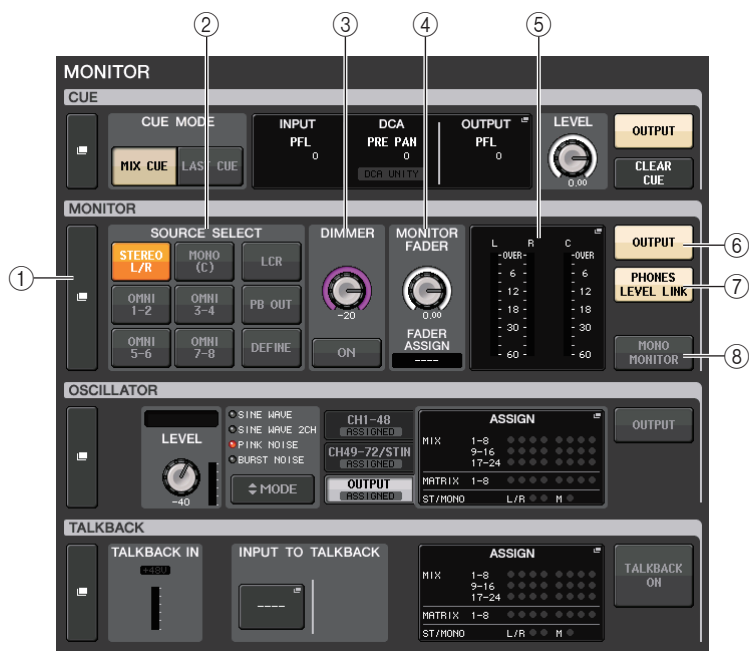 ② ③ ④ ⑤
MONITOR
CUE
CUE MODE
MIX CUE
LAST CUE
INPUT
PFL
0
DCA
PRE PAN
0
DCA UNITY
OUTPUT
PFL
0
LEVEL
0.00
OUTPUT
CLEAR
CUE
MONITOR
①
SOURCE SELECT
STEREO
L/R
MONO
(C)
LCR
OMNI
1-2
OMNI
3-4
PB OUT
OMNI
5-6
OMNI
7-8
DEFINE
DIMMER
-20
ON
MONITOR
FADER
0.00
FADER
ASSIGN
----
L R C
-OVER- -OVER-
- 6 - - 6 -
- 12 - - 12 -
- 18 - - 18 -
- 30 - - 30 -
- 60 - - 60 -
OUTPUT
⑥
PHONES
LEVEL LINK
⑦
MONO
MONITOR
⑧
OSCILLATOR
LEVEL
-40
SINE WAVE
SINE WAVE 2CH
PINK NOISE
BURST NOISE
MODE
CH1-48
ASSIGNED
CH49-72/STIN
ASSIGNED
OUTPUT
ASSIGNED
ASSIGN
MIX 1-8
9-16
17-24
MATRIX 1-8
ST/MONO L/R M
OUTPUT
TALKBACK
TALKBACK IN
+48V
INPUT TO TALKBACK
----
ASSIGN
MIX 1-8
9-16
17-24
MATRIX 1-8
ST/MONO L/R M
TALKBACK
ON